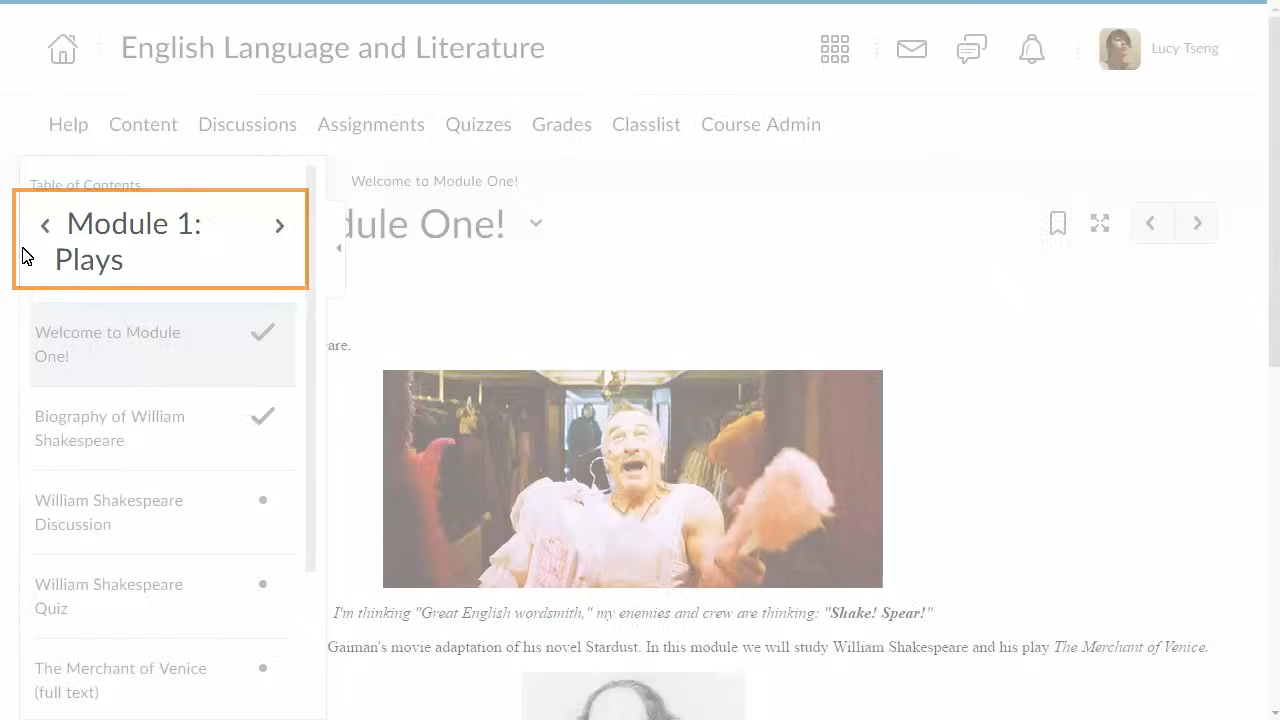 English Language and Literature
Lucy Tseng
Help Content Discussions Assignments Quizzes Grades Classlist Course Admin
Table of Contents
Module 1:
Plays
Welcome to Module
One!
Biography of William
Shakespeare
William Shakespeare
Discussion
William Shakespeare
Quiz
The Merchant of Venice
(full text)
Welcome to Module One!
dule One!
are.
I'm thinking "Great English wordsmith," my enemies and crew are thinking: "Shake! Spear!"
Gaiman's movie adaptation of his novel Stardust. In this module we will study William Shakespeare and his play The Merchant of Venice.